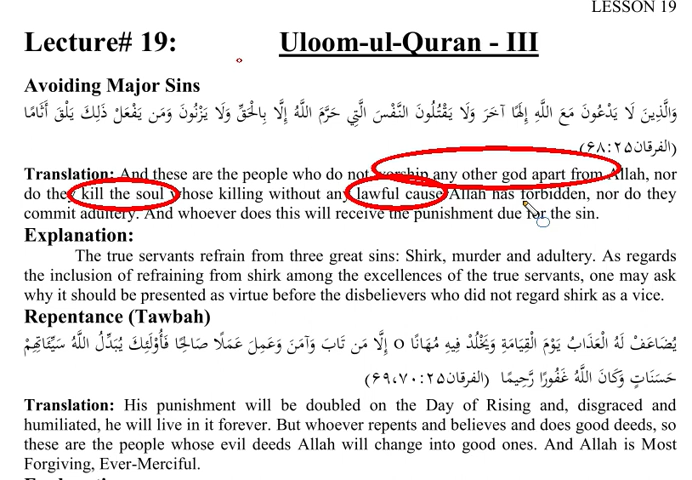 LESSON 19
Lecture# 19: Uloom-ul-Quran - III
Avoiding Major Sins
وَالَّذِينَ لَا يَدْعُونَ مَعَ اللَّهِ إِلَهًا آخَرَ وَلَا يَقْتُلُونَ النَّفْسَ الَّتِي حَرَّمَ اللَّهُ إِلَّا بِالْحَقِّ وَلَا يَزْنُونَ وَمَن يَفْعَلْ ذَلِكَ يَلْقَ أَثَامًا
(الفرقان۲۵:۶۸)
Translation: And these are the people who do not worship any other god apart from Allah, nor
do they kill the soul whose killing without any lawful cause Allah has forbidden, nor do they
commit adultery. And whoever does this will receive the punishment due for the sin.
Explanation:
The true servants refrain from three great sins: Shirk, murder and adultery. As regards
the inclusion of refraining from shirk among the excellences of the true servants, one may ask
why it should be presented as virtue before the disbelievers who did not regard shirk as a vice.
Repentance (Tawbah)
يُضَاعَفْ لَهُ الْعَذَابُ يَوْمَ الْقِيَامَةِ وَيَخْلُدْ فِيهِ مُهَانًا o إِلَّا مَن تَابَ وَآمَنَ وَعَمِلَ عَمَلًا صَالِحًا فَأُوْلَئِكَ يُبَدِّلُ اللَّهُ سَيِّئَاتِهِمْ
حَسَنَاتٍ وَكَانَ اللَّهُ غَفُورًا رَّحِيمًا (الفرقان۲۵:۶۹,۷۰)
Translation: His punishment will be doubled on the Day of Rising and, disgraced and
humiliated, he will live in it forever. But whoever repents and believes and does good deeds, so
these are the people whose evil deeds Allah will change into good ones. And Allah is Most
Forgiving, Ever-Merciful.